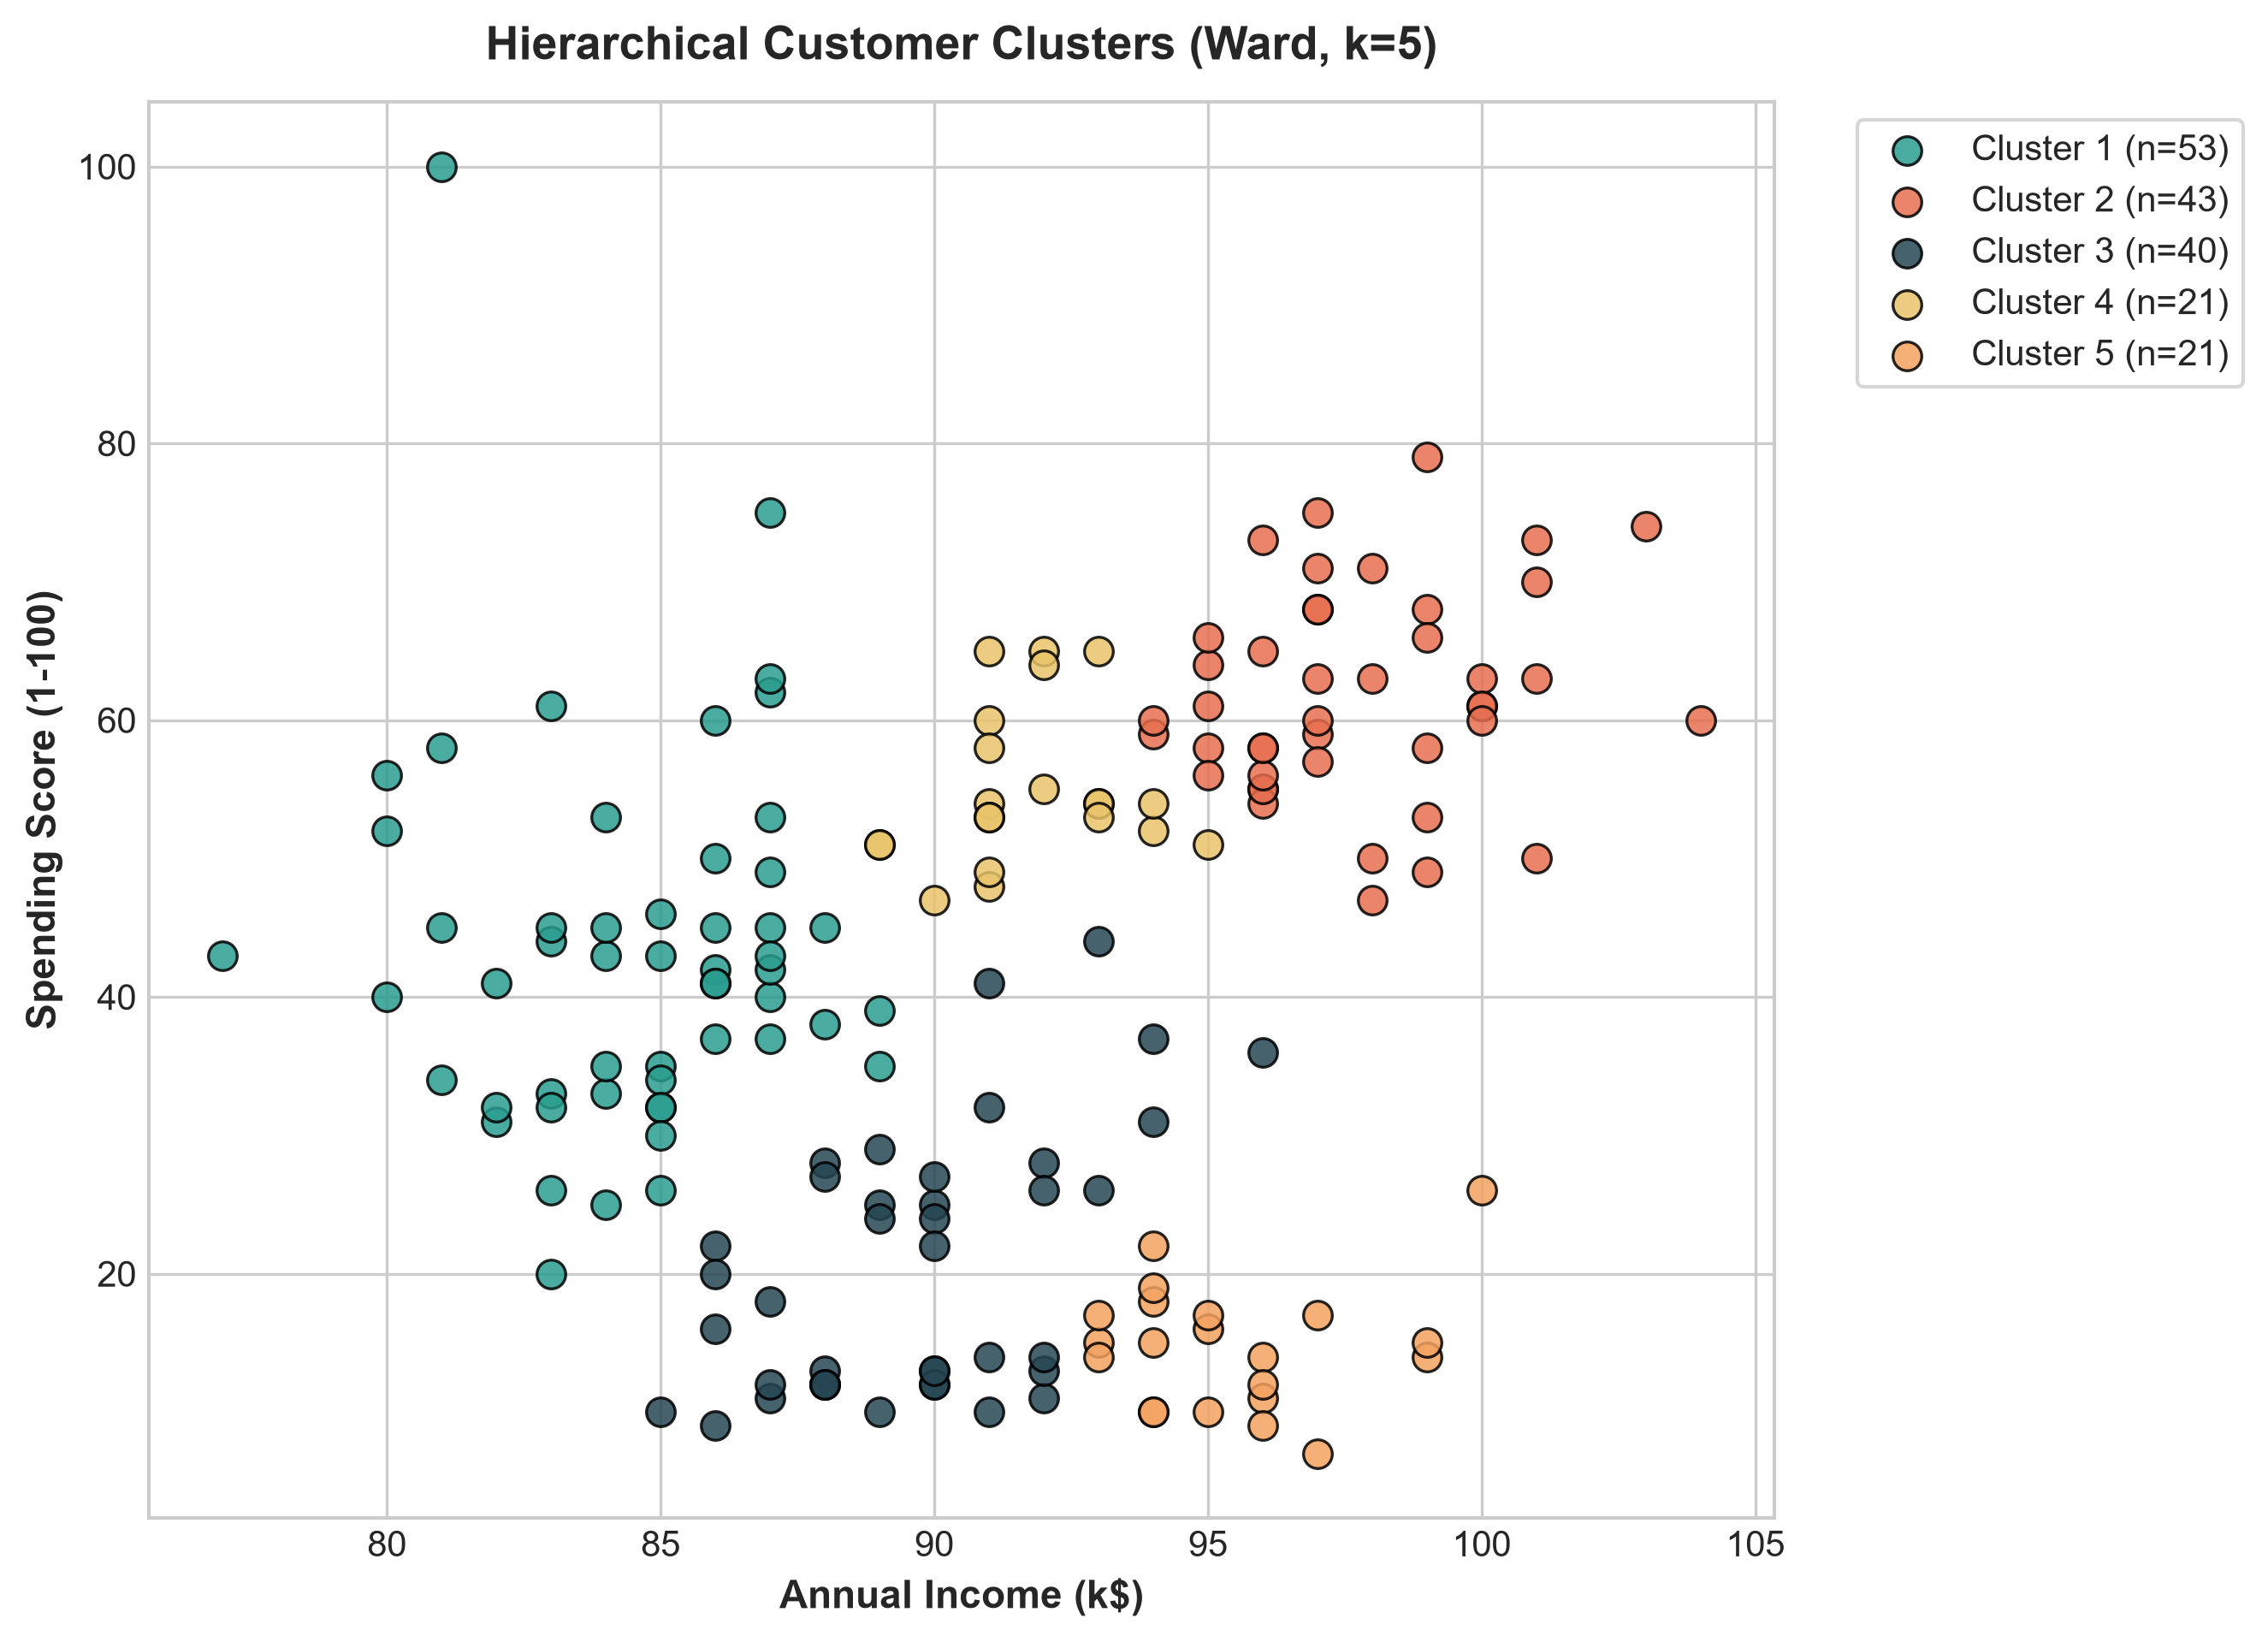 Hierarchical Customer Clusters (Ward, k=5)
Cluster 1 (n=53)
Cluster 2 (n=43)
Cluster 3 (n=40)
Cluster 4 (n=21)
Cluster 5 (n=21)
Spending Score (1-100)
100
80
60
40
20
80 85 90 95 100 105
Annual Income (k$)